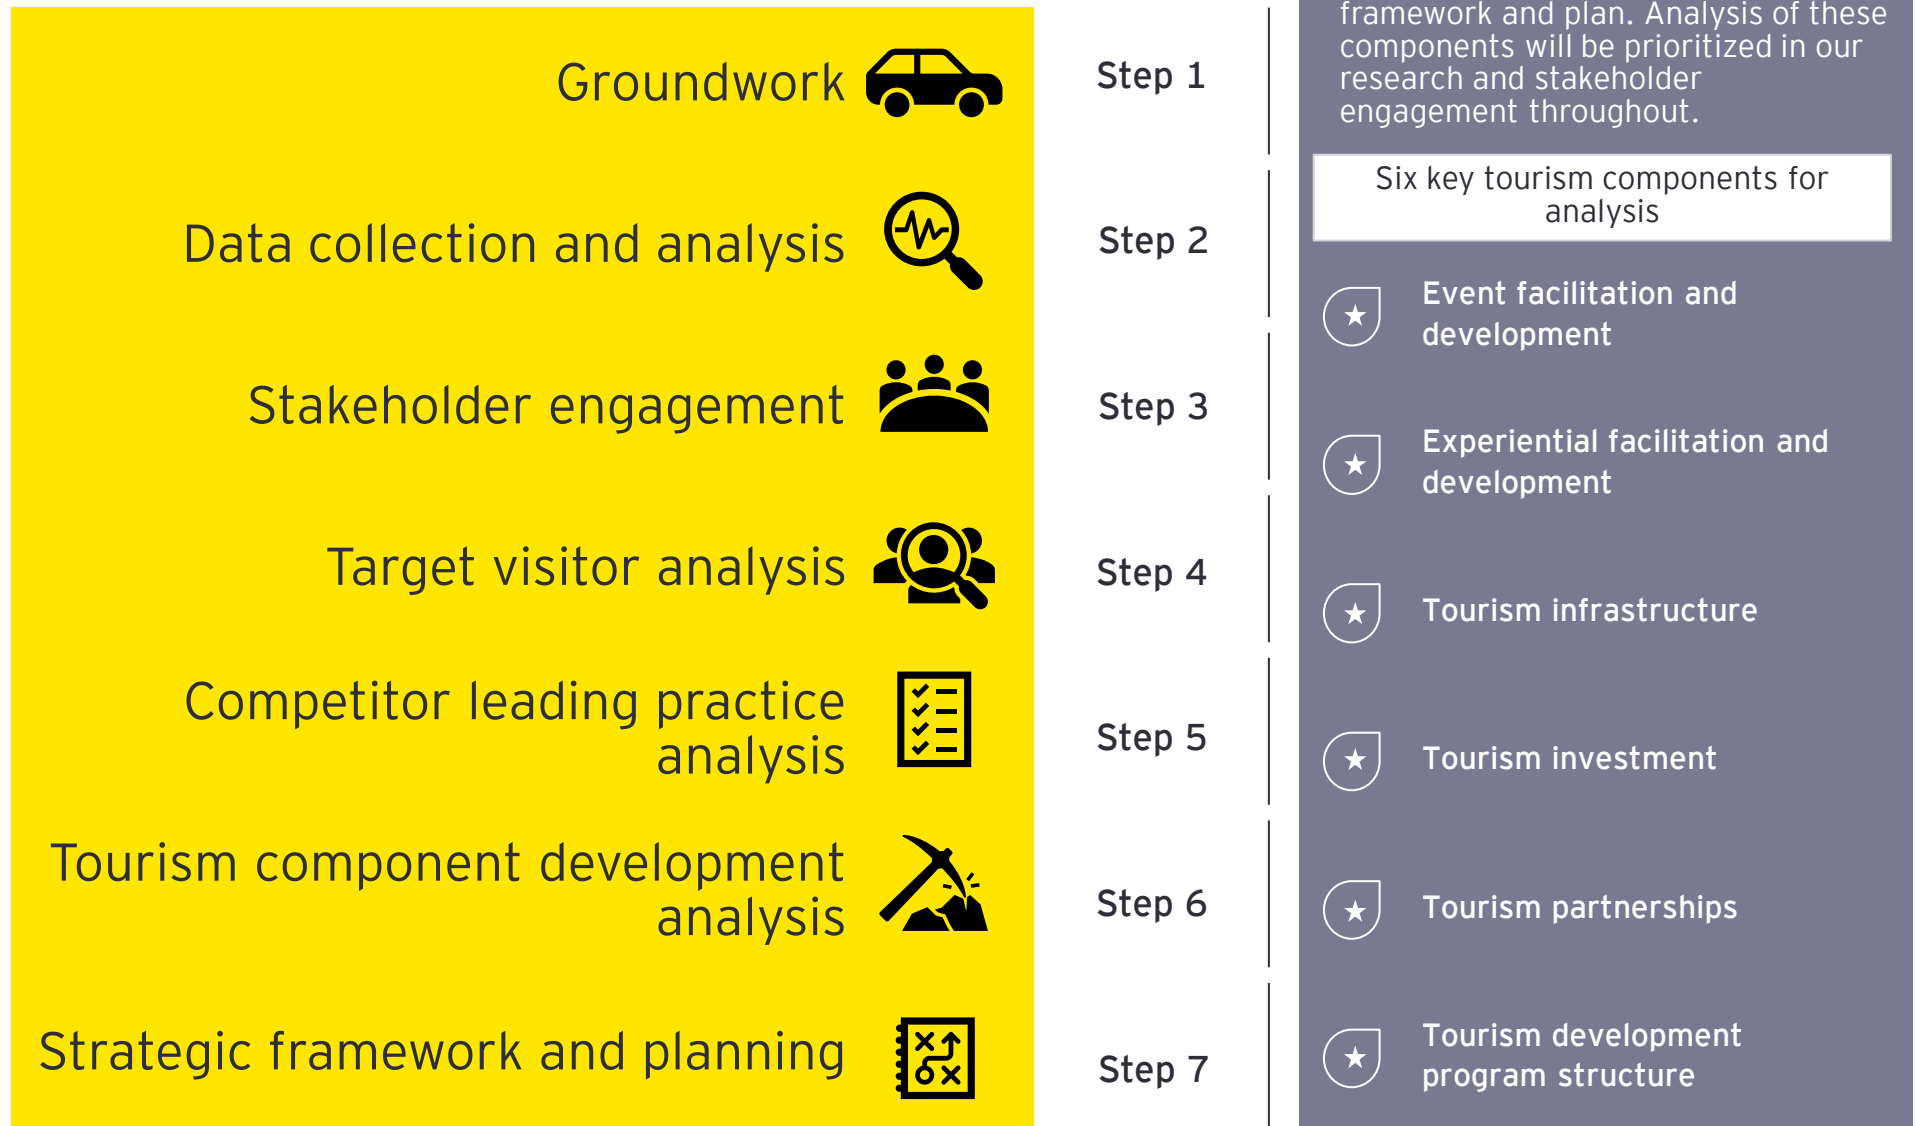 Groundwork
Step 1
Data collection and analysis
Step 2
Stakeholder engagement
Step 3
Target visitor analysis
Step 4
Competitor leading practice
analysis
Step 5
Tourism component development
analysis
Step 6
Strategic framework and planning
Step 7
framework and plan. Analysis of these
components will be prioritized in our
research and stakeholder
engagement throughout.
Six key tourism components for
analysis
Event facilitation and
development
Experiential facilitation and
development
Tourism infrastructure
Tourism investment
Tourism partnerships
Tourism development
program structure